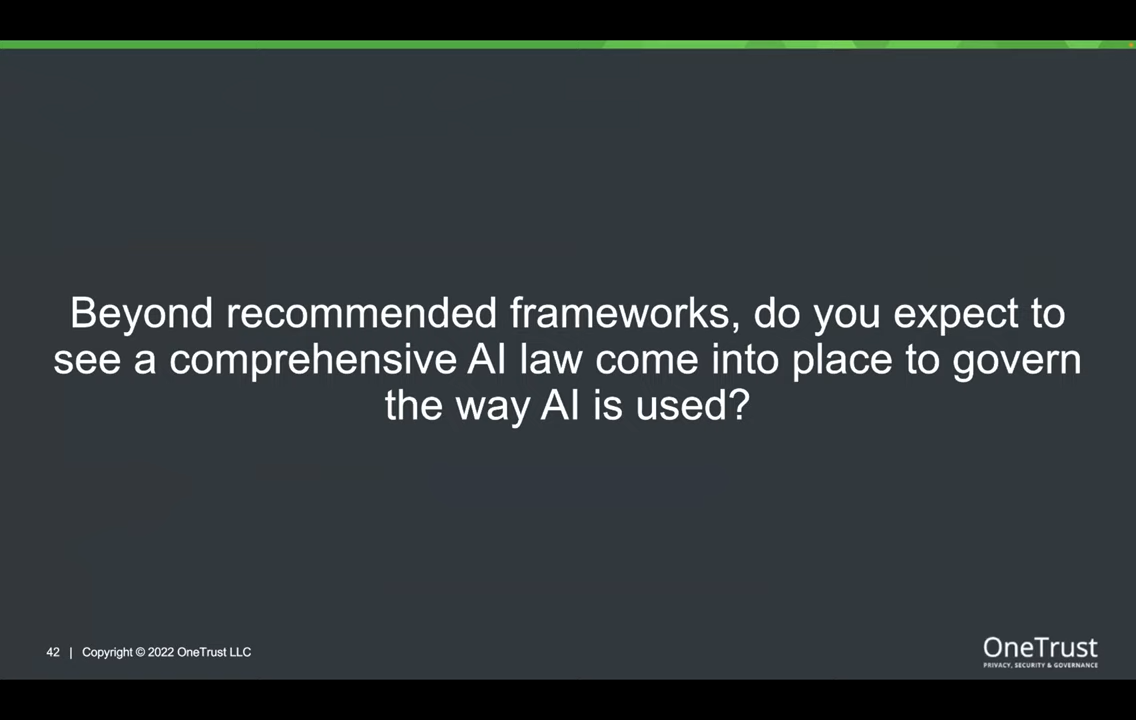 Beyond recommended frameworks, do you expect to
see a comprehensive AI law come into place to govern
the way AI is used?
42 | Copyright © 2022 OneTrust LLC
OneTrust
PRIVACY, SECURITY & GOVERNANCE